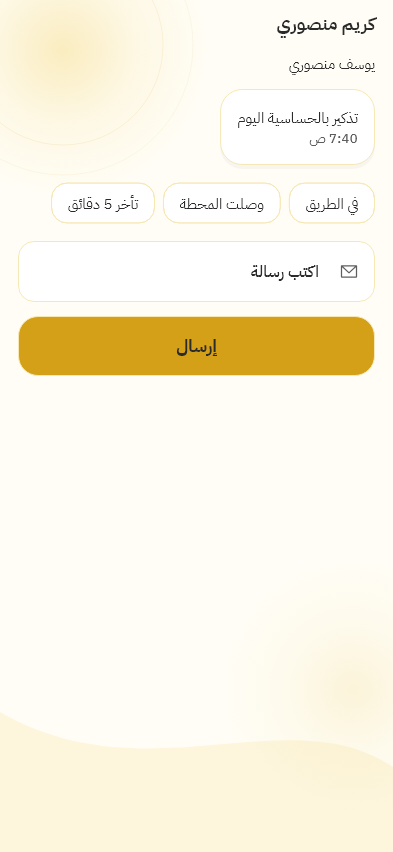 كريم منصوري
يوسف منصوري
تذكير بالحساسية اليوم
7:40 ص
في الطريق
وصلت المحطة
تأخر 5 دقائق
اكتب رسالة
إرسال